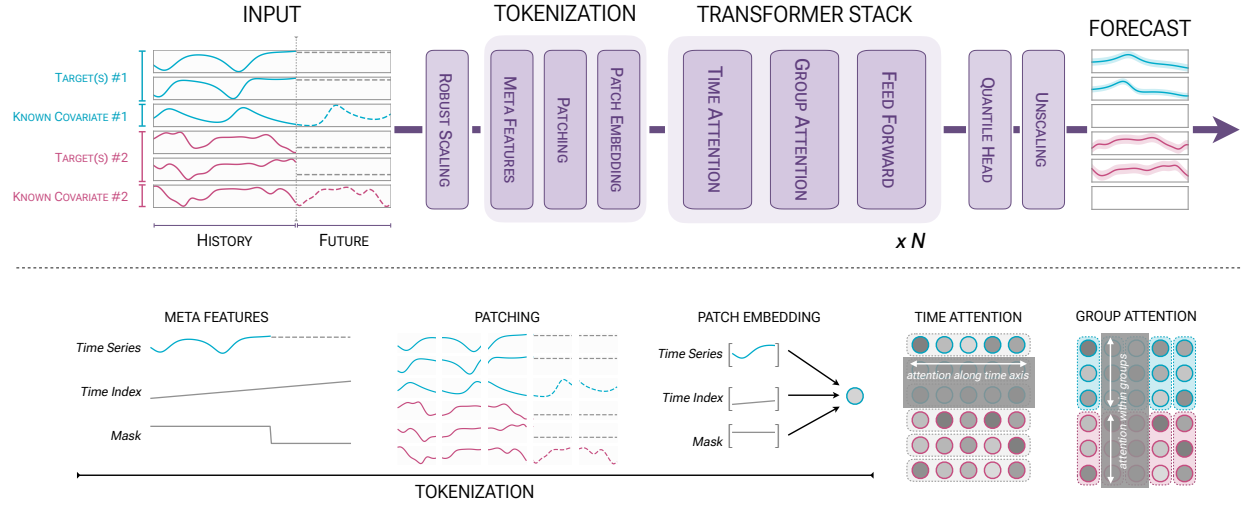 INPUT
TOKENIZATION
TRANSFORMER STACK
FORECAST
TARGET(S) #1
KNOWN COVARIATE #1
TARGET(S) #2
KNOWN COVARIATE #2
HISTORY
FUTURE
ROBUST SCALING
META FEATURES
PATCHING
PATCH EMBEDDING
TIME ATTENTION
GROUP ATTENTION
FEED FORWARD
x N
QUANTILE HEAD
UNSCALING
META FEATURES
Time Series
Time Index
Mask
PATCHING
PATCH EMBEDDING
Time Series
Time Index
Mask
TOKENIZATION
TIME ATTENTION
attention along time axis
GROUP ATTENTION
attention within groups